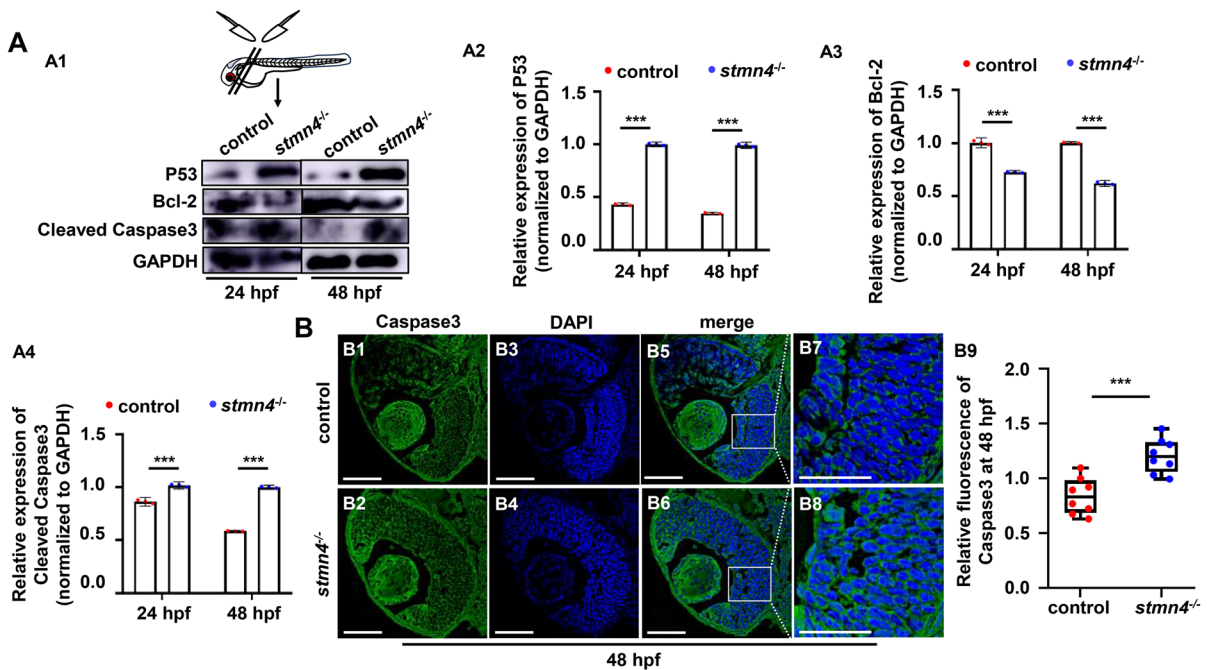 A
A1
control
stmn4-/-
control
stmn4-/-
P53
Bcl-2
Cleaved Caspase3
GAPDH
24 hpf
48 hpf
A2
control
stmn4-/-
Relative expression of P53
(normalized to GAPDH)
1.5
1.0
0.5
0.0
***
***
24 hpf
48 hpf
A3
control
stmn4-/-
Relative expression of Bcl-2
(normalized to GAPDH)
1.5
1.0
0.5
0.0
***
***
24 hpf
48 hpf
A4
control
stmn4-/-
Relative expression of
Cleaved Caspase3
(normalized to GAPDH)
1.5
1.0
0.5
0.0
***
***
24 hpf
48 hpf
B
Caspase3
DAPI
merge
control
B1
B3
B5
B7
stmn4-/-
B2
B4
B6
B8
48 hpf
B9
Relative fluorescence of
Caspase3 at 48 hpf
2.0
1.5
1.0
0.5
0.0
***
control
stmn4-/-